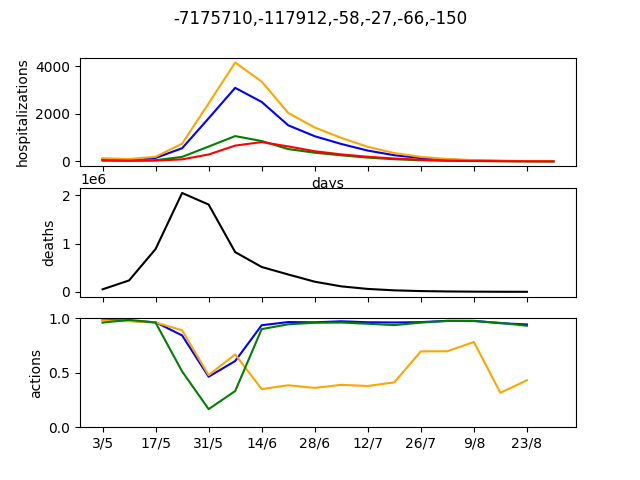 -7175710,-117912,-58,-27,-66,-150
hospitalizations
4000
2000
0
days
1e6
deaths
2
1
0
actions
1.0
0.5
0.0
3/5 17/5 31/5 14/6 28/6 12/7 26/7 9/8 23/8